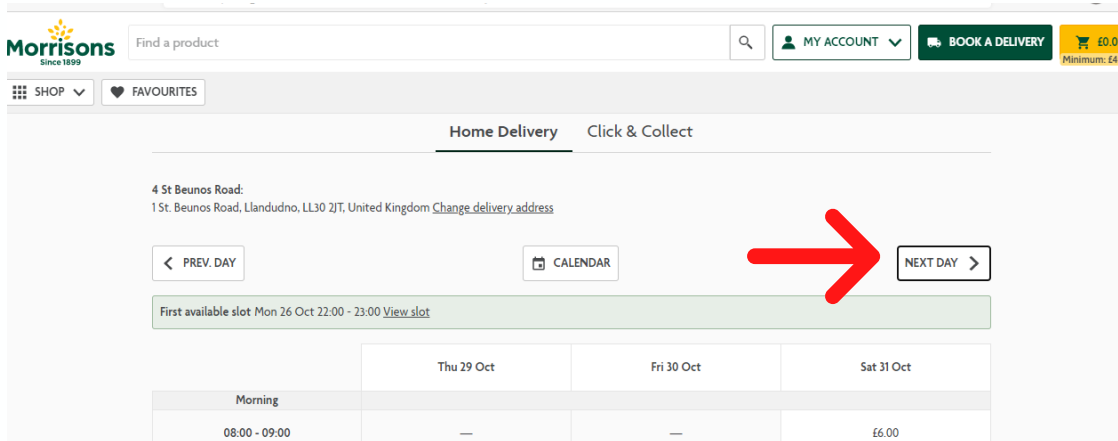 Morrisons
Since 1899
Find a product
MY ACCOUNT
BOOK A DELIVERY
£0.0
Minimum: £4
SHOP
FAVOURITES
Home Delivery Click & Collect
4 St Beunos Road:
1 St. Beunos Road, Llandudno, LL30 2JT, United Kingdom Change delivery address
PREV. DAY
CALENDAR
NEXT DAY
First available slot Mon 26 Oct 22:00 - 23:00 View slot
Thu 29 Oct Fri 30 Oct Sat 31 Oct
Morning
08:00 - 09:00 — — £6.00